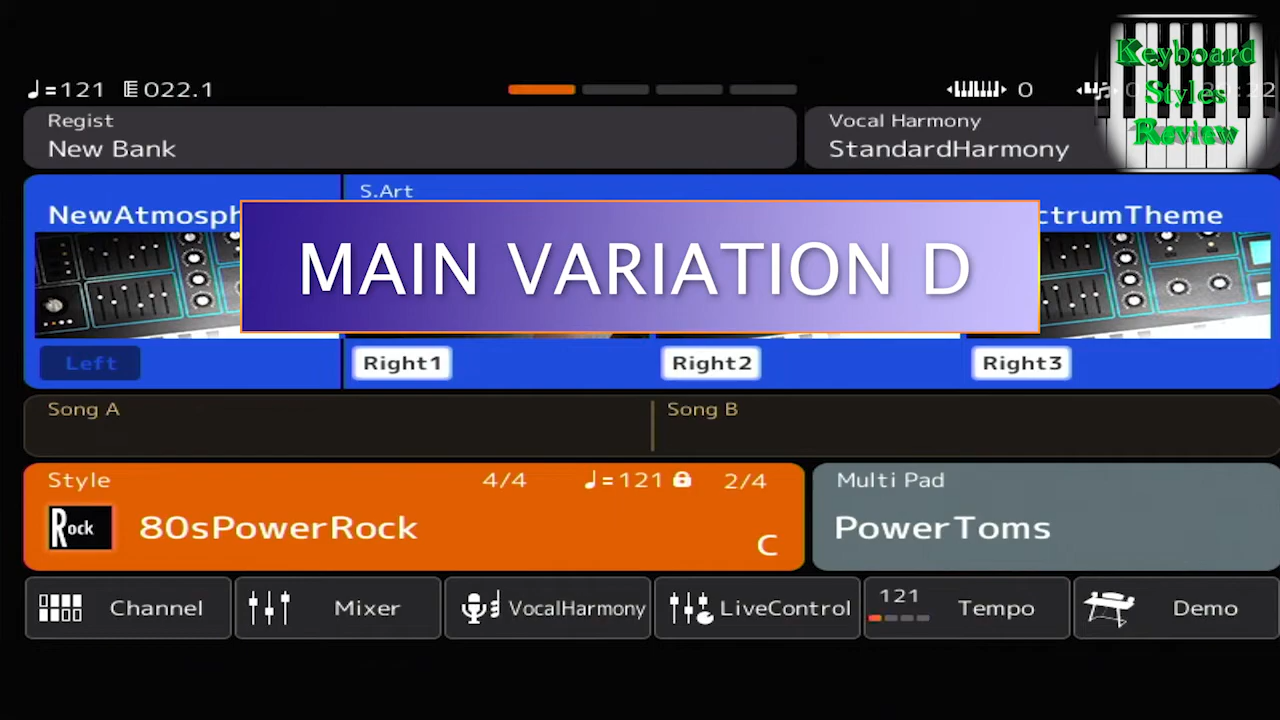 ♩=121 022.1
0
22
Keyboard
Styles
Review
Regist
New Bank
Vocal Harmony
StandardHarmony
S.Art
NewAtmosph
ctrumTheme
MAIN VARIATION D
Left
Right1
Right2
Right3
Song A
Song B
Style
4/4 ♩=121 2/4
Rock
80sPowerRock
C
Multi Pad
PowerToms
Channel
Mixer
VocalHarmony
LiveControl
121
Tempo
Demo